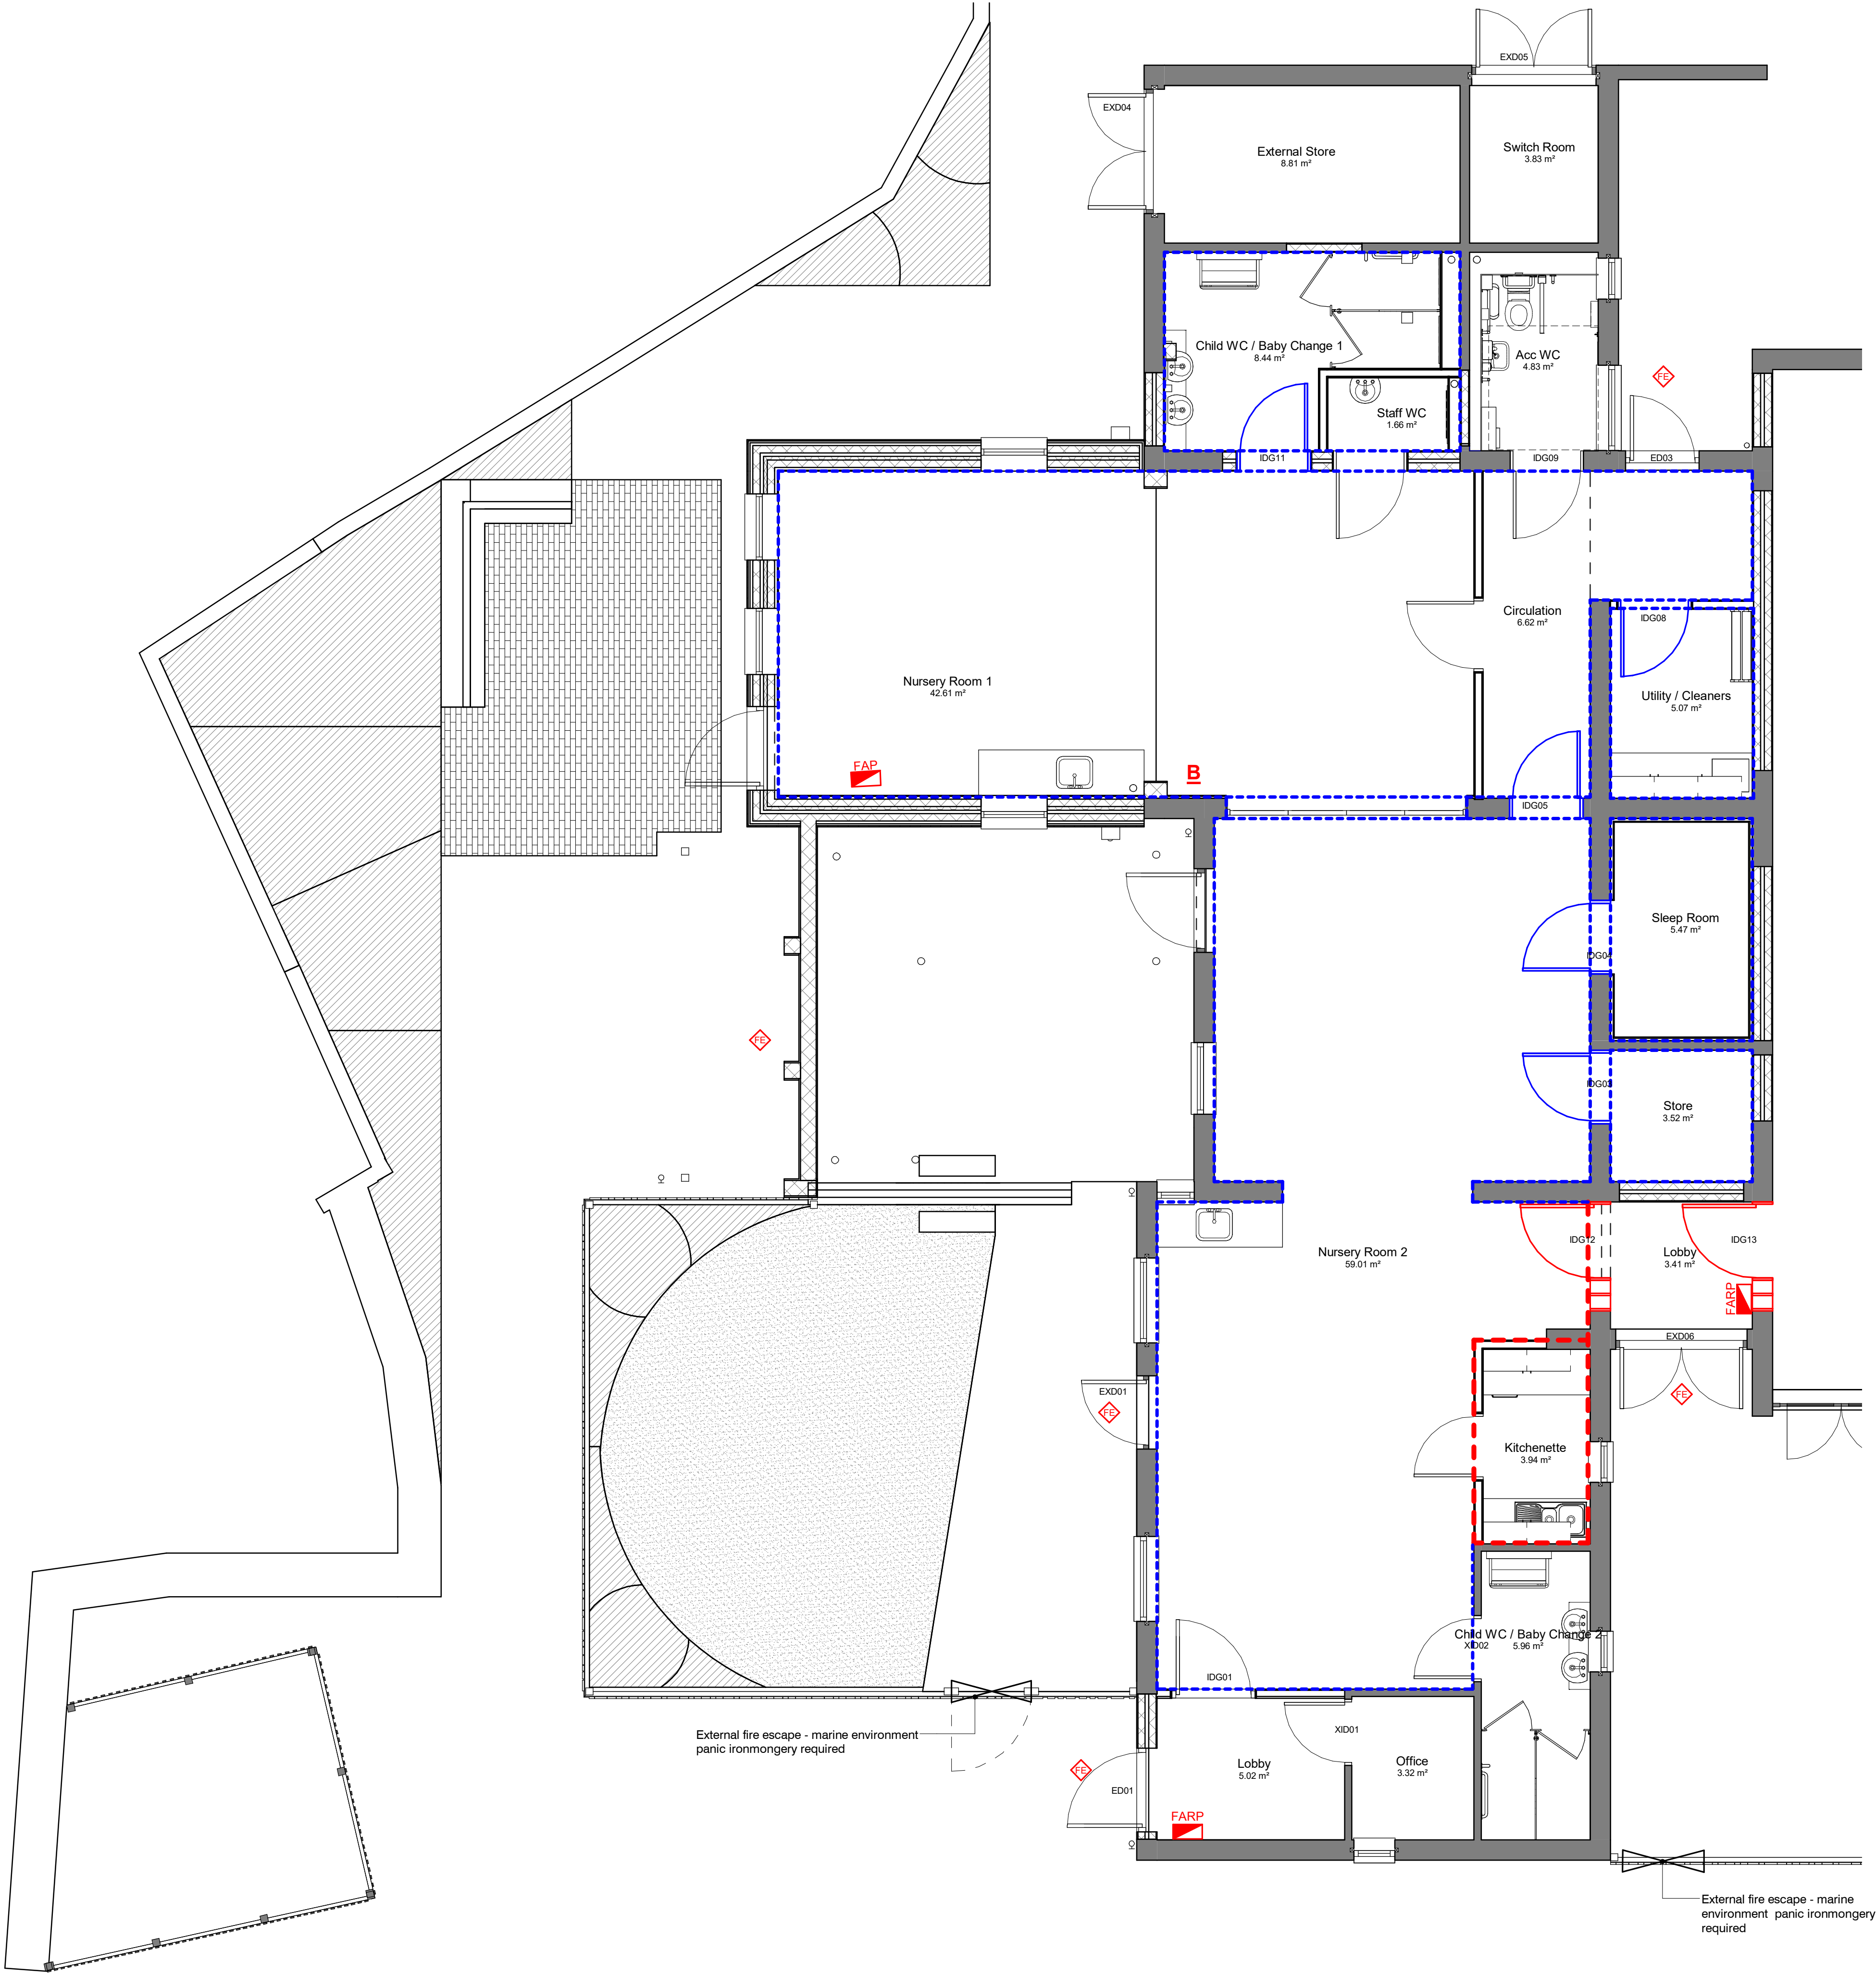 EXD05
EXD04
External Store
8.81 m²
Switch Room
3.83 m²
Child WC / Baby Change 1
8.44 m²
Acc WC
4.83 m²
FE
Staff WC
1.66 m²
IDG11
IDG09
ED03
Circulation
6.62 m²
IDG08
Nursery Room 1
42.61 m²
Utility / Cleaners
5.07 m²
FAP
B
IDG05
Sleep Room
5.47 m²
IDG04
FE
IDG03
Store
3.52 m²
IDG12
IDG13
Nursery Room 2
59.01 m²
Lobby
3.41 m²
FARP
EXD06
EXD01
FE
FE
Kitchenette
3.94 m²
Child WC / Baby Change 2
XID02
5.96 m²
IDG01
External fire escape - marine environment
panic ironmongery required
XID01
Lobby
5.02 m²
Office
3.32 m²
FE
ED01
FARP
External fire escape - marine
environment panic ironmongery
required